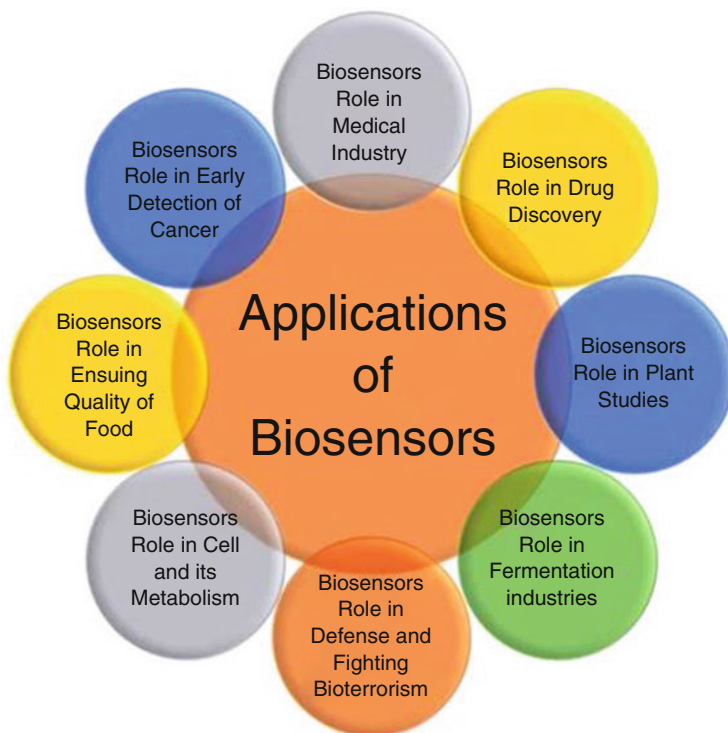 Biosensors
Role in
Medical
Industry
Biosensors
Role in Drug
Discovery
Biosensors
Role in Plant
Studies
Biosensors
Role in
Fermentation
industries
Biosensors
Role in
Defense and
Fighting
Bioterrorism
Biosensors
Role in Cell
and its
Metabolism
Biosensors
Role in
Ensuing
Quality of
Food
Biosensors
Role in Early
Detection of
Cancer
Applications
of
Biosensors